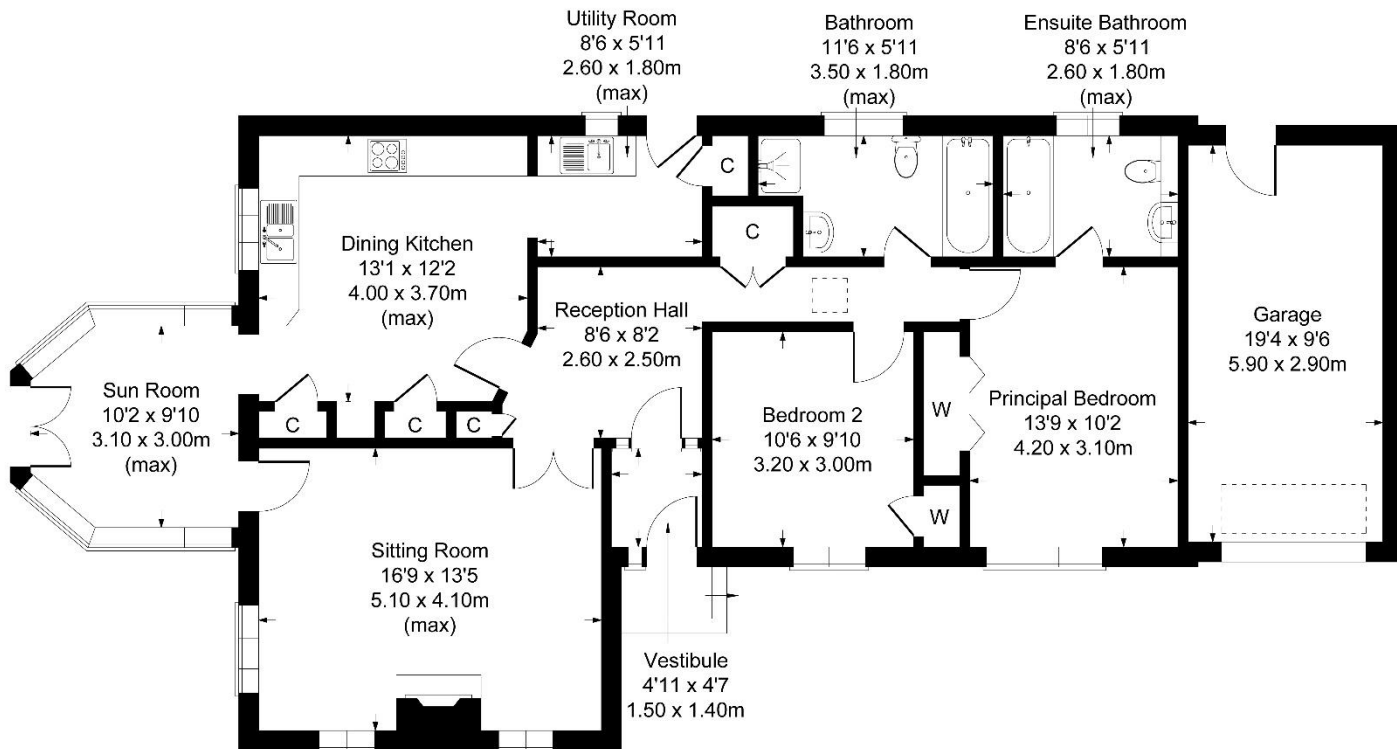 Utility Room
8'6 x 5'11
2.60 x 1.80m
(max)
Bathroom
11'6 x 5'11
3.50 x 1.80m
(max)
Ensuite Bathroom
8'6 x 5'11
2.60 x 1.80m
(max)
C
C
Dining Kitchen
13'1 x 12'2
4.00 x 3.70m
(max)
Reception Hall
8'6 x 8'2
2.60 x 2.50m
Garage
19'4 x 9'6
5.90 x 2.90m
Sun Room
10'2 x 9'10
3.10 x 3.00m
(max)
C
C
C
Bedroom 2
10'6 x 9'10
3.20 x 3.00m
W
Principal Bedroom
13'9 x 10'2
4.20 x 3.10m
W
Sitting Room
16'9 x 13'5
5.10 x 4.10m
(max)
Vestibule
4'11 x 4'7
1.50 x 1.40m